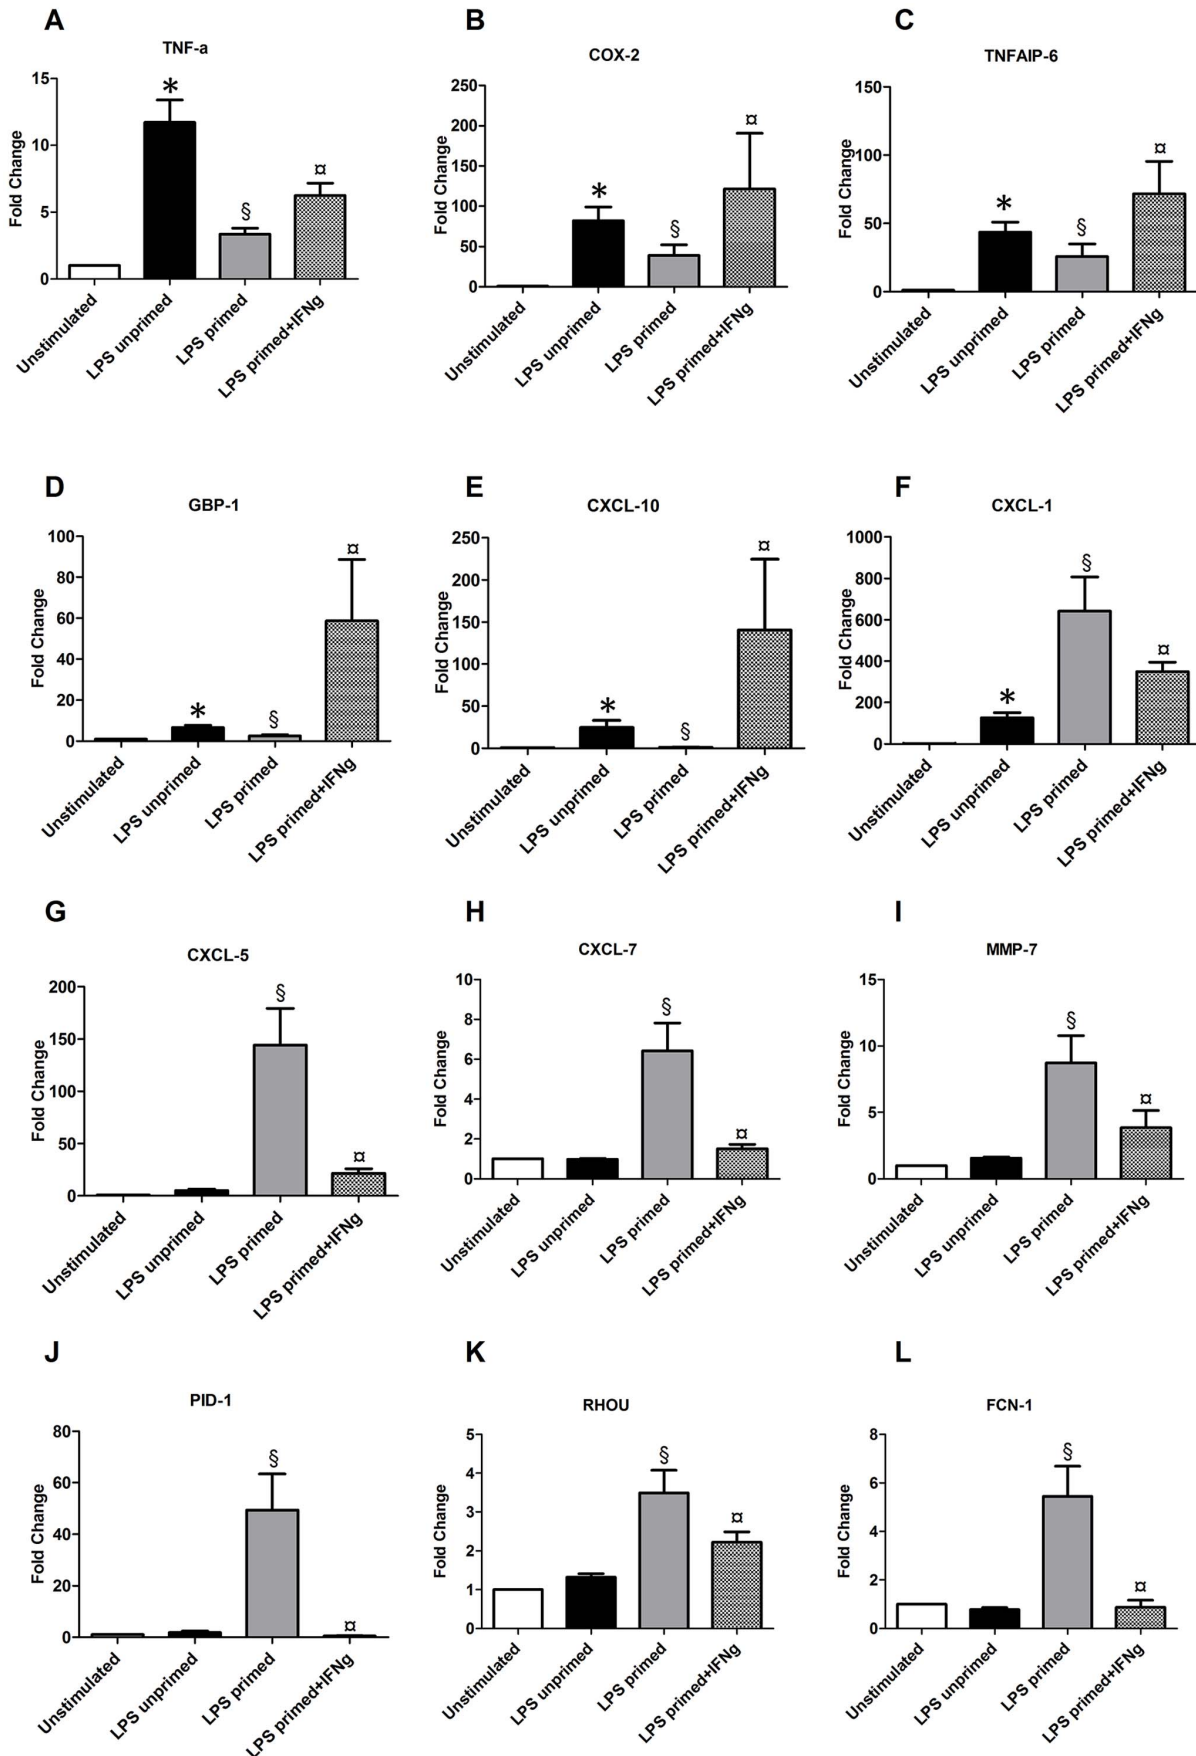 A
TNF-a
Fold Change
15
10
5
0
*
§
¤
Unstimulated
LPS unprimed
LPS primed
LPS primed+IFNg
B
COX-2
Fold Change
250
200
150
100
50
0
*
§
¤
Unstimulated
LPS unprimed
LPS primed
LPS primed+IFNg
C
TNFAIP-6
Fold Change
150
100
50
0
*
§
¤
Unstimulated
LPS unprimed
LPS primed
LPS primed+IFNg
D
GBP-1
Fold Change
100
80
60
40
20
0
*
§
¤
Unstimulated
LPS unprimed
LPS primed
LPS primed+IFNg
E
CXCL-10
Fold Change
250
200
150
100
50
0
*
§
¤
Unstimulated
LPS unprimed
LPS primed
LPS primed+IFNg
F
CXCL-1
Fold Change
1000
800
600
400
200
0
*
§
¤
Unstimulated
LPS unprimed
LPS primed
LPS primed+IFNg
G
CXCL-5
Fold Change
200
150
100
50
0
§
¤
Unstimulated
LPS unprimed
LPS primed
LPS primed+IFNg
H
CXCL-7
Fold Change
10
8
6
4
2
0
§
¤
Unstimulated
LPS unprimed
LPS primed
LPS primed+IFNg
I
MMP-7
Fold Change
15
10
5
0
§
¤
Unstimulated
LPS unprimed
LPS primed
LPS primed+IFNg
J
PID-1
Fold Change
80
60
40
20
0
§
¤
Unstimulated
LPS unprimed
LPS primed
LPS primed+IFNg
K
RHOU
Fold Change
5
4
3
2
1
0
§
¤
Unstimulated
LPS unprimed
LPS primed
LPS primed+IFNg
L
FCN-1
Fold Change
8
6
4
2
0
§
¤
Unstimulated
LPS unprimed
LPS primed
LPS primed+IFNg